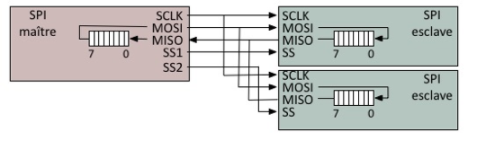 SPI
maître
SCLK
MOSI
MISO
SS1
SS2
7 0
SCLK
MOSI
MISO
SS
7 0
SPI
esclave
SCLK
MOSI
MISO
SS
7 0
SPI
esclave